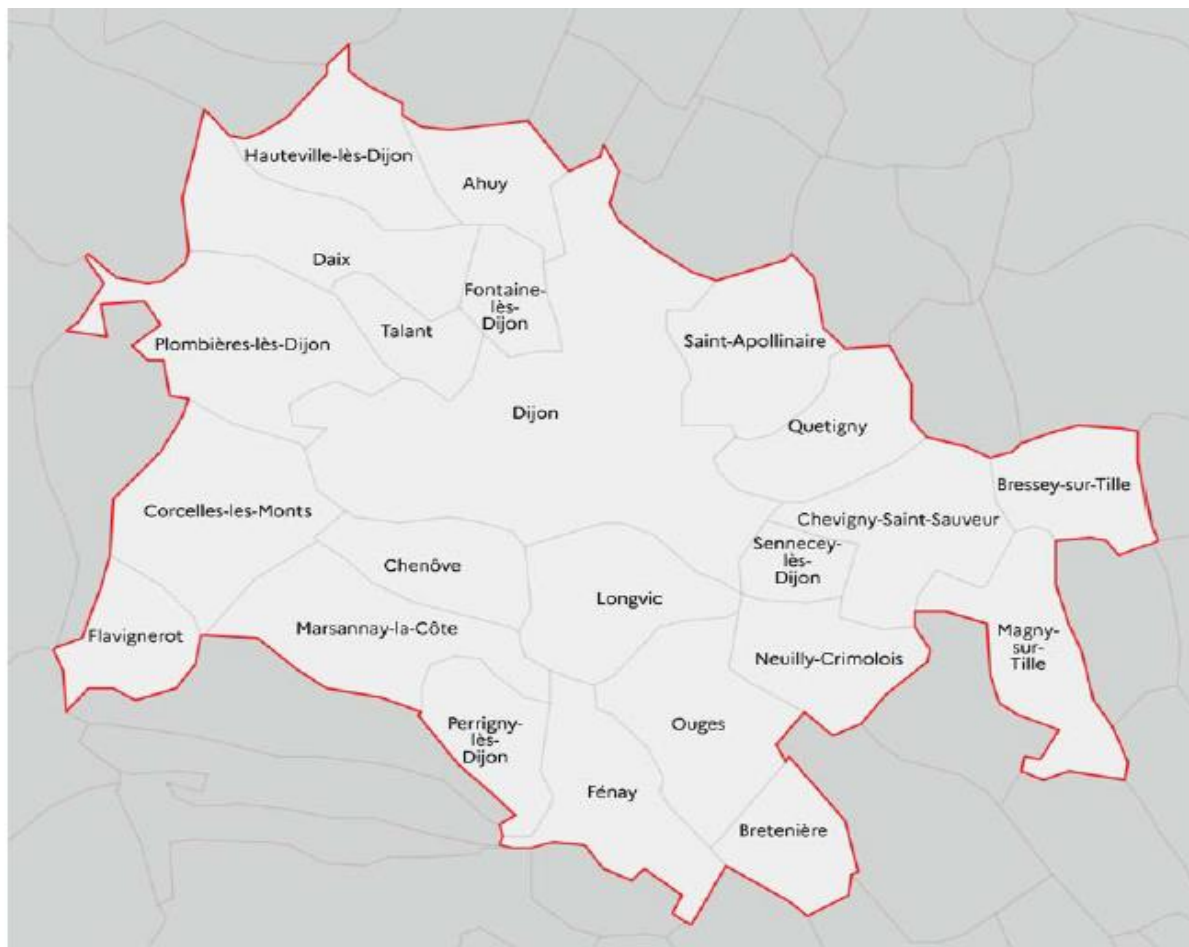 Hauteville-lès-Dijon
Ahuy
Daix
Fontaine-
lès-
Dijon
Talant
Plombières-lès-Dijon
Saint-Apollinaire
Dijon
Quetigny
Bressey-sur-Tille
Corcelles-les-Monts
Chevigny-Saint-Sauveur
Sennecey-
lès-
Dijon
Chenôve
Longvic
Marsannay-la-Côte
Flavignerot
Magny-
sur-
Tille
Neuilly-Crimolois
Perrigny-
lès-
Dijon
Ouges
Fénay
Bretenière